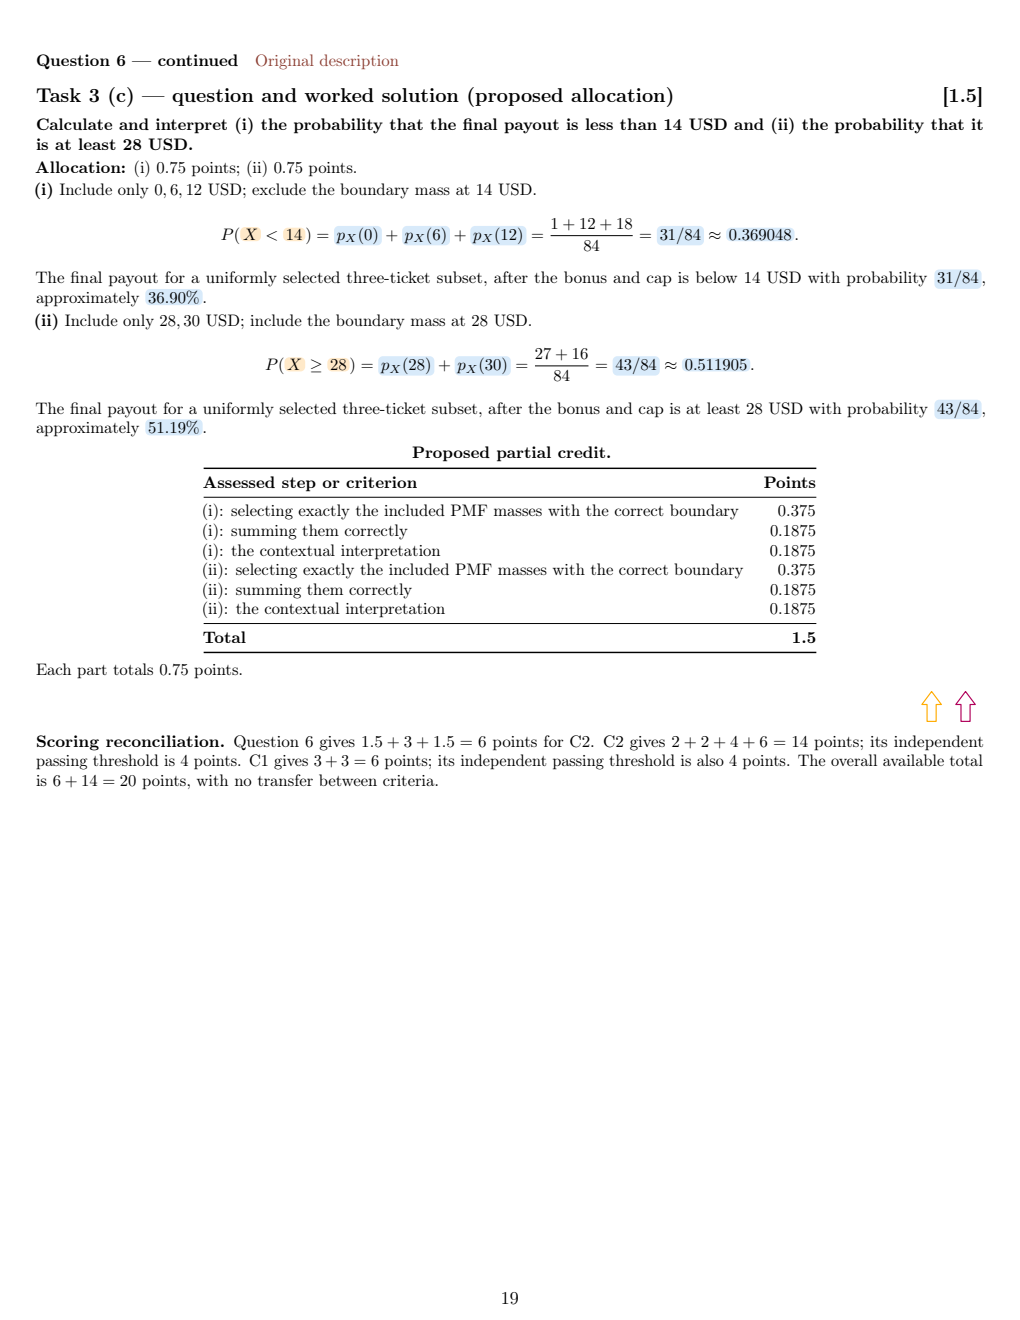 Question 6 — continued Original description
Task 3 (c) — question and worked solution (proposed allocation) [1.5]
Calculate and interpret (i) the probability that the final payout is less than 14 USD and (ii) the probability that it
is at least 28 USD.
Allocation: (i) 0.75 points; (ii) 0.75 points.
(i) Include only 0, 6, 12 USD; exclude the boundary mass at 14 USD.
P(X < 14) = p_X(0) + p_X(6) + p_X(12) = (1 + 12 + 18)/84 = 31/84 ≈ 0.369048.
The final payout for a uniformly selected three-ticket subset, after the bonus and cap is below 14 USD with probability 31/84,
approximately 36.90%.
(ii) Include only 28, 30 USD; include the boundary mass at 28 USD.
P(X ≥ 28) = p_X(28) + p_X(30) = (27 + 16)/84 = 43/84 ≈ 0.511905.
The final payout for a uniformly selected three-ticket subset, after the bonus and cap is at least 28 USD with probability 43/84,
approximately 51.19%.
Proposed partial credit.
Assessed step or criterion Points
(i): selecting exactly the included PMF masses with the correct boundary 0.375
(i): summing them correctly 0.1875
(i): the contextual interpretation 0.1875
(ii): selecting exactly the included PMF masses with the correct boundary 0.375
(ii): summing them correctly 0.1875
(ii): the contextual interpretation 0.1875
Total 1.5
Each part totals 0.75 points.
Scoring reconciliation. Question 6 gives 1.5 + 3 + 1.5 = 6 points for C2. C2 gives 2 + 2 + 4 + 6 = 14 points; its independent
passing threshold is 4 points. C1 gives 3 + 3 = 6 points; its independent passing threshold is also 4 points. The overall available total
is 6 + 14 = 20 points, with no transfer between criteria.
19